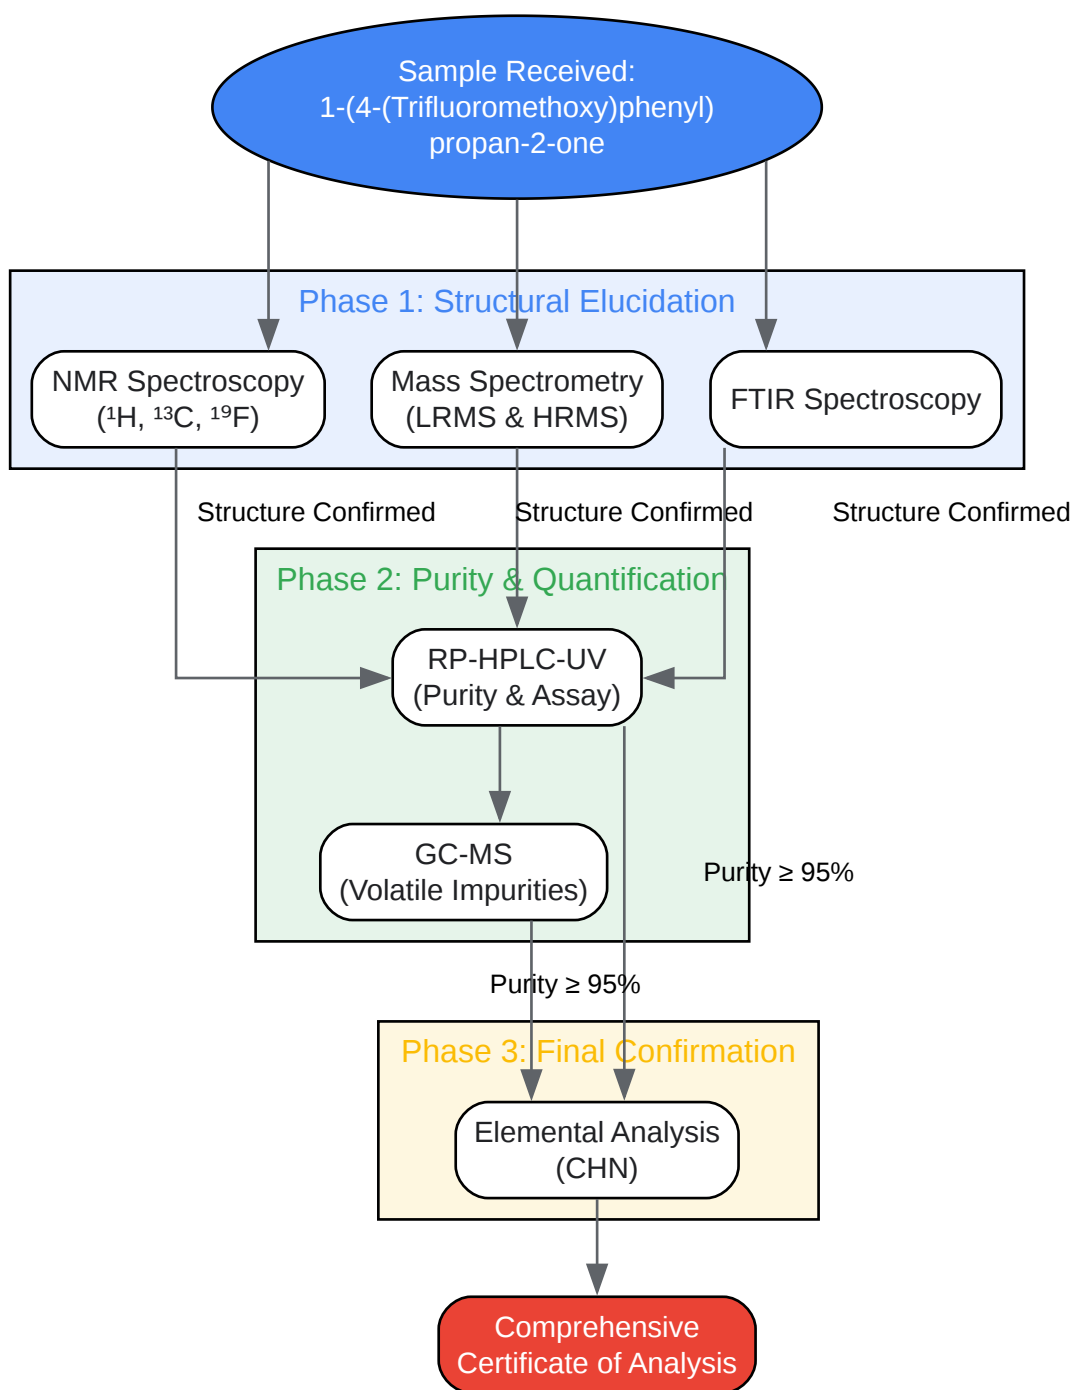 Sample Received:
1-(4-(Trifluoromethoxy)phenyl)
propan-2-one
Phase 1: Structural Elucidation
NMR Spectroscopy
(¹H, ¹³C, ¹⁹F)
Mass Spectrometry
(LRMS & HRMS)
FTIR Spectroscopy
Structure Confirmed
Structure Confirmed
Structure Confirmed
Phase 2: Purity & Quantification
RP-HPLC-UV
(Purity & Assay)
GC-MS
(Volatile Impurities)
Purity ≥ 95%
Purity ≥ 95%
Phase 3: Final Confirmation
Elemental Analysis
(CHN)
Comprehensive
Certificate of Analysis